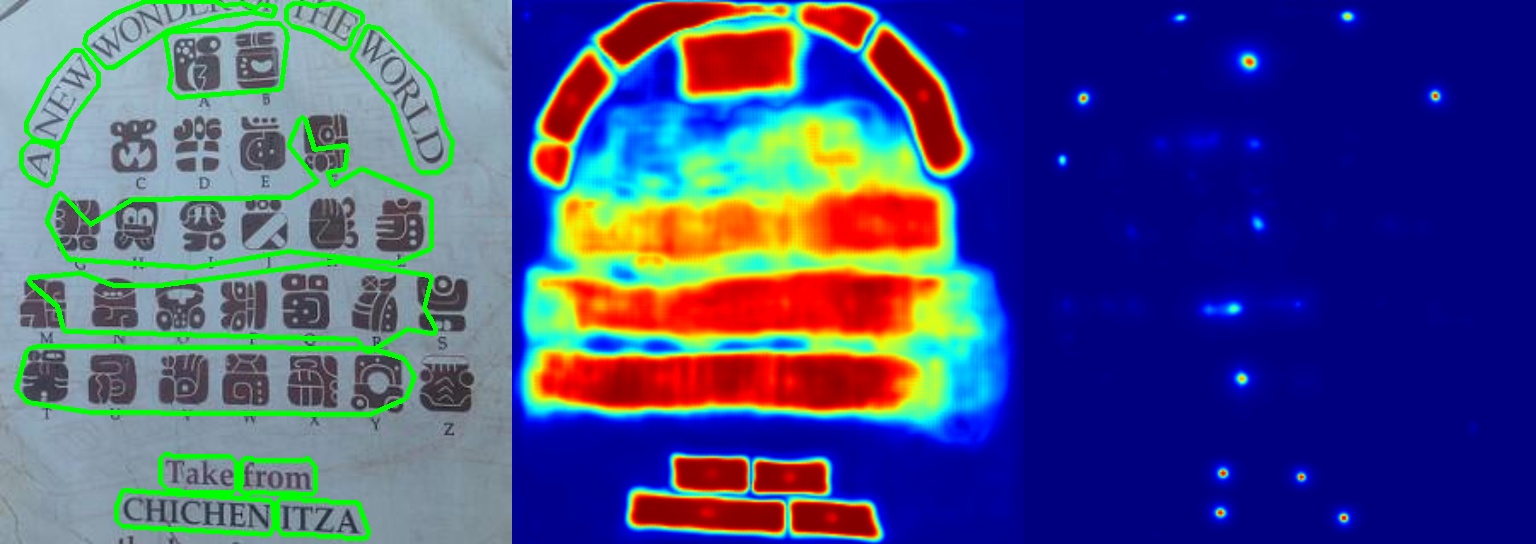 A NEW WONDER OF THE WORLD
A B
C D E F
G H I J K L
M N O P Q R S
T U V W X Y Z
Take from
CHICHEN ITZA